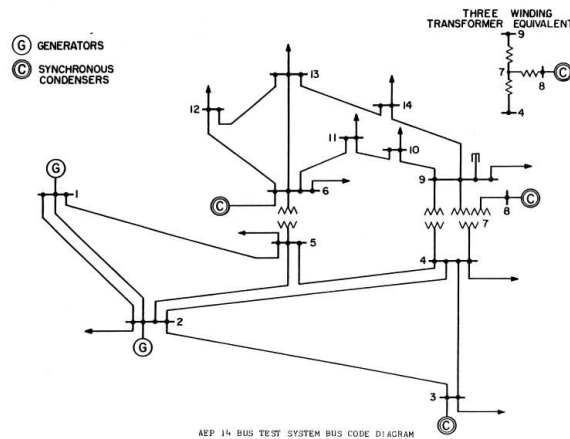 THREE WINDING
TRANSFORMER EQUIVALENT
G GENERATORS
C SYNCHRONOUS
CONDENSERS
9
7
C
8
4
13
14
12
11
10
6
C
9
8
C
7
G
1
5
4
2
G
3
C
AEP 14 BUS TEST SYSTEM BUS CODE DIAGRAM